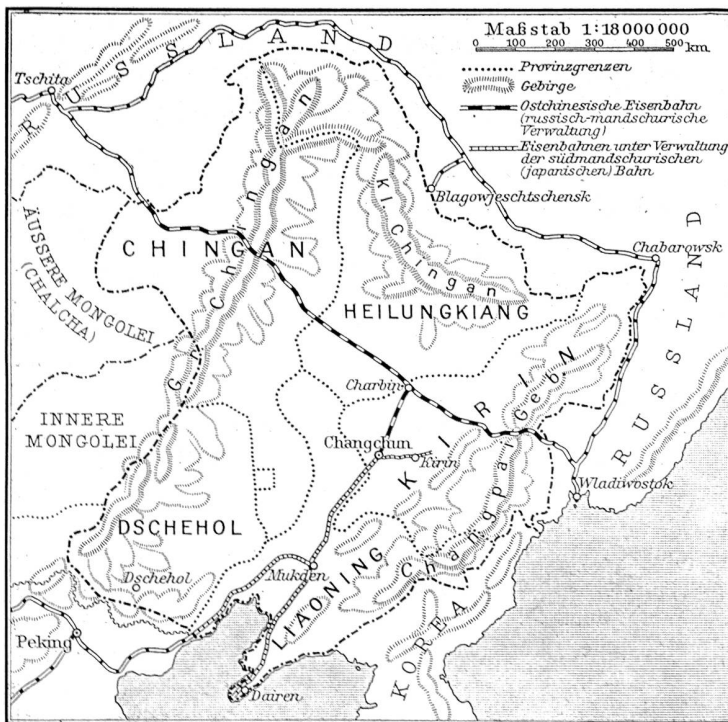 Maßstab 1:18000000
0 100 200 300 400 500 km.
Provinzgrenzen
Gebirge
Ostchinesische Eisenbahn
(russisch-mandschurische
Verwaltung)
Eisenbahnen unter Verwaltung
der südmandschurischen
(japanischen) Bahn
RUSSLAND
Tschita
Blagowjeschtschensk
Chabarowsk
RUSSLAND
ÄUSSERE MONGOLEI
(CHALCHA)
CHINGAN
Gr. Chingan
Kl. Chingan
HEILUNGKIANG
INNERE
MONGOLEI
Charbin
KIRIN
Changchun
Kirin
Changpai Geb.
Wladiwostok
DSCHEHOL
Dschehol
Mukden
LIAONING
KOREA
Peking
Dairen